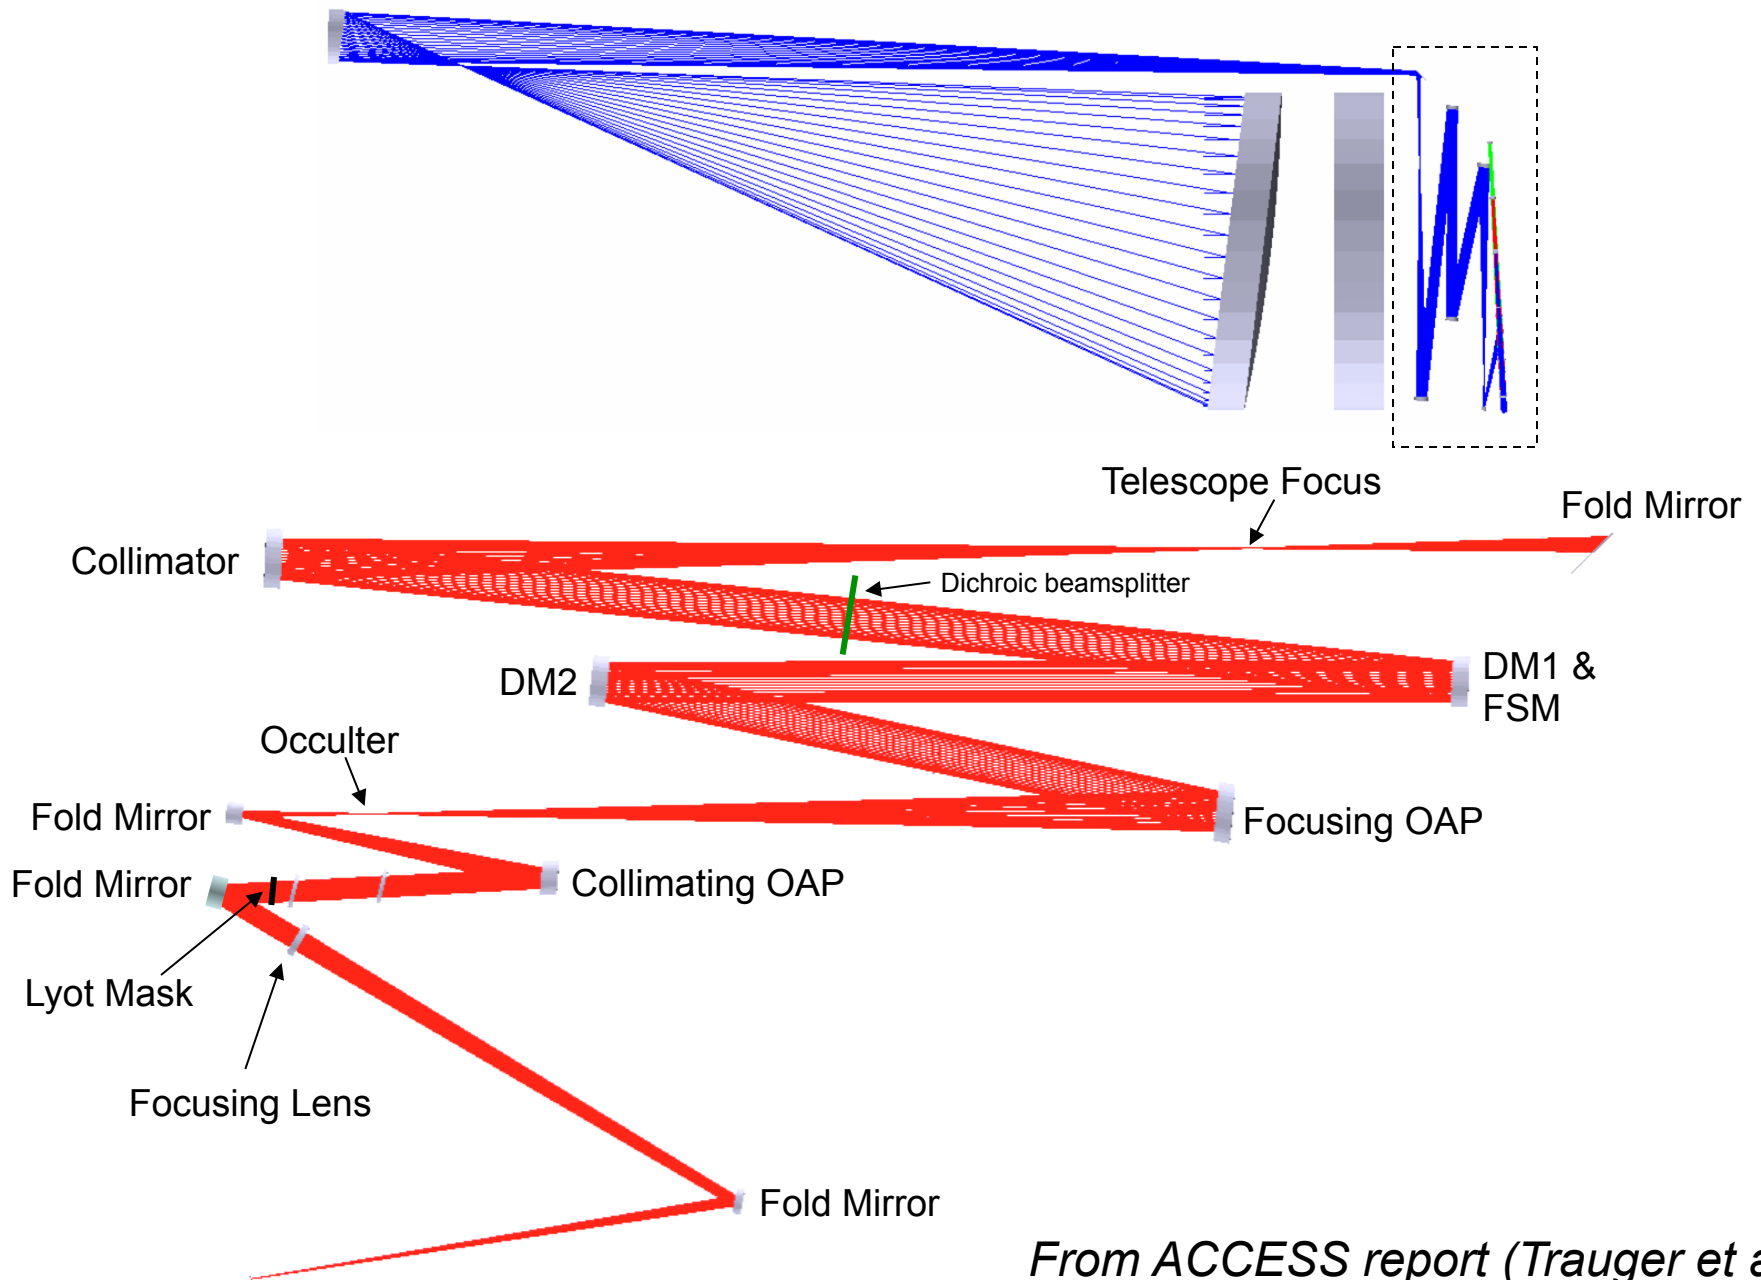 Telescope Focus
Fold Mirror
Collimator
Dichroic beamsplitter
DM2
DM1 &
FSM
Occulter
Fold Mirror
Focusing OAP
Fold Mirror
Collimating OAP
Lyot Mask
Focusing Lens
Fold Mirror
From ACCESS report (Trauger et a